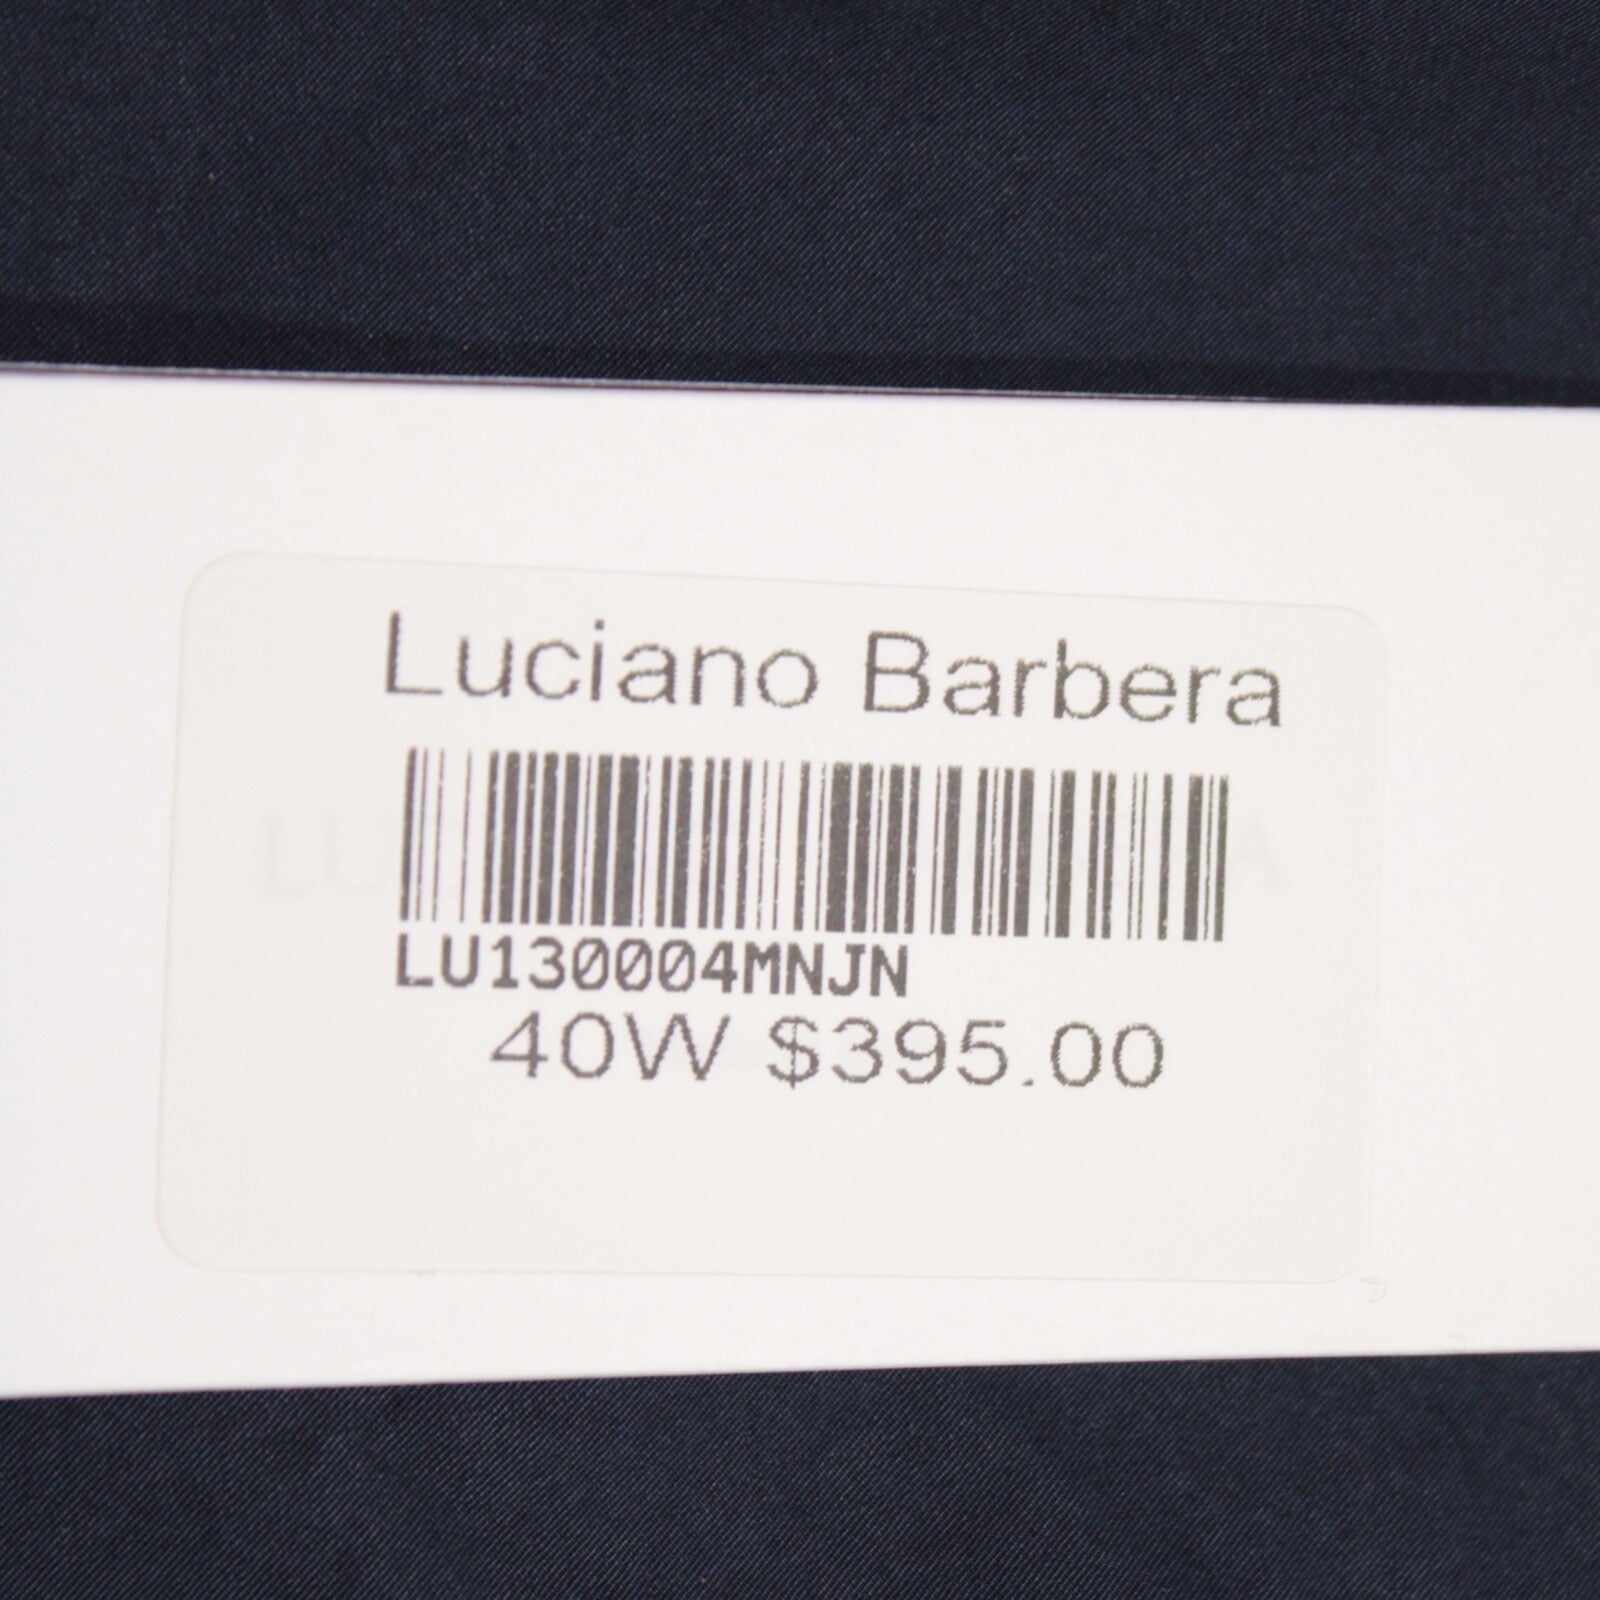 Luciano Barbera
LU130004MNJN
40W $395.00